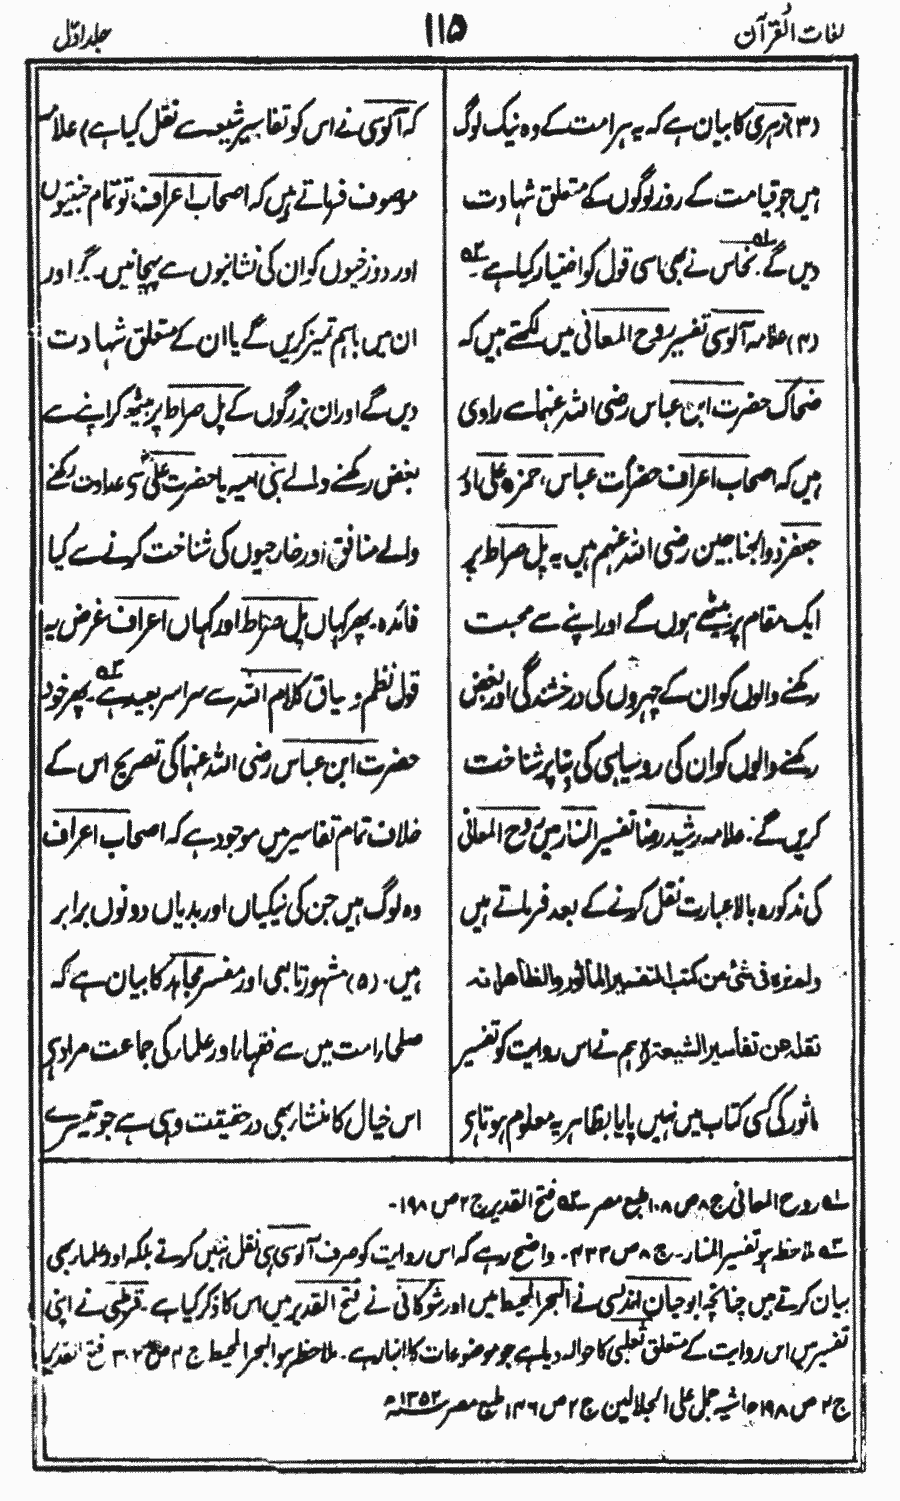 لغات القرآن
۱۱۵
جلد اوّل
(۳) زہری کا بیان ہے کہ یہ ہر امت کے وہ نیک لوگ
ہیں جو قیامت کے روز لوگوں کے متعلق شہادت
دیں گے۔ نحاس نے بھی اسی قول کو اختیار کیا ہے
(۴) علامہ آلوسی تفسیر روح المعانی میں لکھتے ہیں کہ
ضحاک حضرت ابن عباس رضی اللہ عنہما سے راوی
ہیں کہ اصحاب اعراف حضرات عباس، حمزہ علی اور
جعفر ذوالجناحین رضی اللہ عنہم ہیں یہ پل صراط پر
ایک مقام پر بیٹھے ہوں گے اور اپنے سے محبت
رکھنے والوں کو ان کے چہروں کی درخشندگی اور بغض
رکھنے والوں کو ان کی روسیاہی کی بنا پر شناخت
کریں گے۔ علامہ رشید رضا تفسیر المنار میں روح المعانی
کی مذکورہ بالا عبارت نقل کرنے کے بعد فرماتے ہیں
ولم نره فی شئ من کتب التفسیر الماثور والظاهر انه
نقله عن تفاسیر الشیعة (ہم نے اس روایت کو تفسیر
ماثور کی کسی کتاب میں نہیں پایا بظاہر یہ معلوم ہوتا ہے
کہ آلوسی نے اس کو تفاسیر شیعہ سے نقل کیا ہے) علامہ
موصوف فرماتے ہیں کہ اصحاب اعراف تو تمام جنتیوں
اور دوزخیوں کو ان کی نشانیوں سے پہچانیں گے اور
ان میں باہم تمیز کریں گے یا ان کے متعلق شہادت
دیں گے اور ان بزرگوں کے پل صراط پر بیٹھ کر اپنے سے
بغض رکھنے والے بنی امیہ یا حضرت علی سے عداوت رکھنے
والے منافق اور خارجیوں کی شناخت کرنے سے کیا
فائدہ۔ پھر کہاں پل صراط اور کہاں اعراف غرض یہ
قول نظم و سیاق کلام اللہ سے سراسر بعید ہے۔ پھر خود
حضرت ابن عباس رضی اللہ عنہما کی تصریح اس کے
خلاف تمام تفاسیر میں موجود ہے کہ اصحاب اعراف
وہ لوگ ہیں جن کی نیکیاں اور بدیاں دونوں برابر
ہیں۔ (۵) مشہور تابعی اور مفسر مجاہد کا بیان ہے کہ
صلحاء امت میں سے فقہاء اور علماء کی جماعت مراد ہے
اس خیال کا منشاء بھی درحقیقت وہی ہے جو تیسرے
۵۱ روح المعانی ج ۸ ص ۱۰۸ طبع مصر ۵۲ فتح القدیر ج ۲ ص ۱۹۸۔
۵۳ ملاحظہ ہو تفسیر المنار۔ ج ۸ ص ۴۳۳۔ واضح رہے کہ اس روایت کو صرف آلوسی ہی نقل نہیں کرتے بلکہ اور علماء بھی
بیان کرتے ہیں چنانچہ ابوحیان اندلسی نے البحر المحیط میں اور شوکانی نے فتح القدیر میں اس کا ذکر کیا ہے۔ قرطبی نے اپنی
تفسیر میں اس روایت کے متعلق ثعلبی کا حوالہ دیا ہے جو موضوعات کا انبار ہے۔ ملاحظہ ہو البحر المحیط ج ۴ ص ۳۰۲ فتح القدیر
ج ۲ ص ۱۹۸ حاشیہ جمل علی الجلالین ج ۲ ص ۱۴۶ طبع مصر ۱۳۵۲ھ